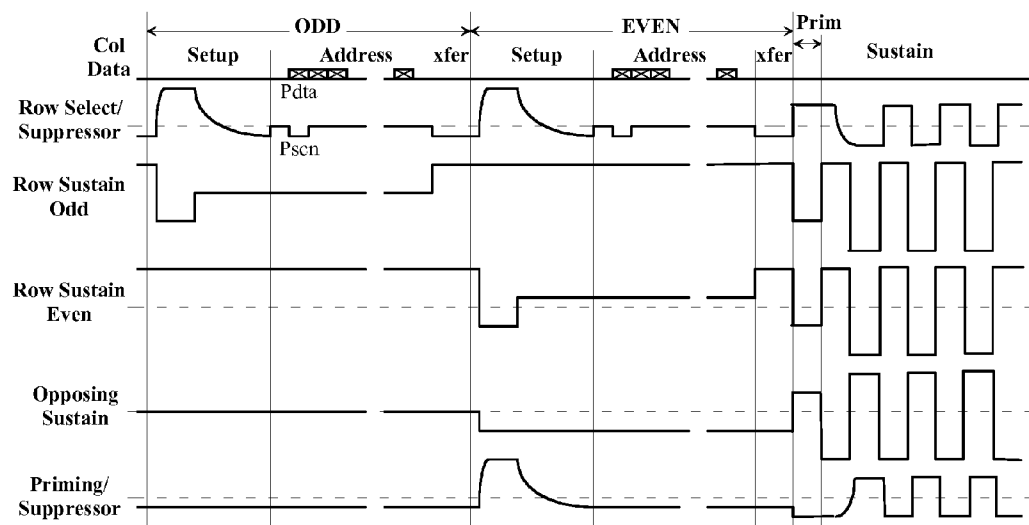 ODD
EVEN
Prim
Col
Data
Setup
Address
xfer
Setup
Address
xfer
Sustain
Pdta
Row Select/
Suppressor
Pscn
Row Sustain
Odd
Row Sustain
Even
Opposing
Sustain
Priming/
Suppressor